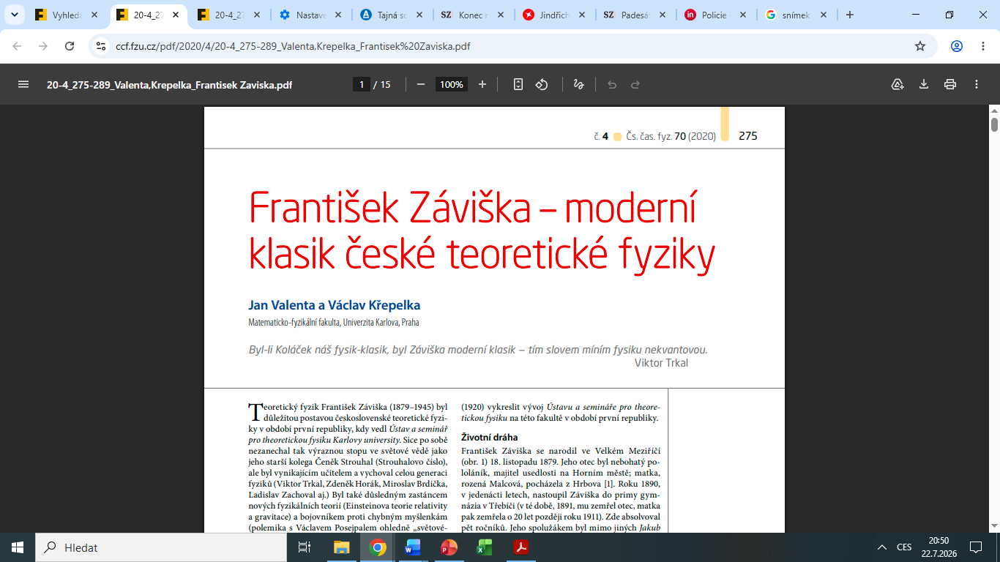 Vyhledá
20-4_27
20-4_27
Nastave
Tajná sc
Konec n
Jindřich
Padesát
Policie o
snímek
ccf.fzu.cz/pdf/2020/4/20-4_275-289_Valenta,Krepelka_Frantisek%20Zaviska.pdf
20-4_275-289_Valenta,Krepelka_Frantisek Zaviska.pdf
1 / 15
100%
č. 4 Čs. čas. fyz. 70 (2020) 275
František Záviška – moderní
klasik české teoretické fyziky
Jan Valenta a Václav Křepelka
Matematicko-fyzikální fakulta, Univerzita Karlova, Praha
Byl-li Koláček náš fysik-klasik, byl Záviška moderní klasik — tím slovem míním fysiku nekvantovou.
Viktor Trkal
Teoretický fyzik František Záviška (1879–1945) byl
důležitou postavou československé teoretické fyzi-
ky v období první republiky, kdy vedl Ústav a seminář
pro theoretickou fysiku Karlovy university. Sice po sobě
nezanechal tak výraznou stopu ve světové vědě jako
jeho starší kolega Čeněk Strouhal (Strouhalovo číslo),
ale byl vynikajícím učitelem a vychoval celou generaci
fyziků (Viktor Trkal, Zdeněk Horák, Miroslav Brdička,
Ladislav Zachoval aj.) Byl také důsledným zastáncem
nových fyzikálních teorií (Einsteinova teorie relativity
a gravitace) a bojovníkem proti chybným myšlenkám
(polemika s Václavem Posejpalem ohledně „světové-
(1920) vykreslit vývoj Ústavu a semináře pro theore-
tickou fysiku na této fakultě v období první republiky.
Životní dráha
František Záviška se narodil ve Velkém Meziříčí
(obr. 1) 18. listopadu 1879. Jeho otec byl nebohatý po-
loláník, majitel usedlosti na Horním městě; matka,
rozená Malcová, pocházela z Hrbova [1]. Roku 1890,
v jedenácti letech, nastoupil Záviška do primy gym-
názia v Třebíči (v té době, 1891, mu zemřel otec, matka
pak zemřela o 20 let později roku 1911). Zde absolvoval
pět ročníků. Jeho spolužákem byl mimo jiných Jakub
Hledat
CES
20:50
22.7.2026